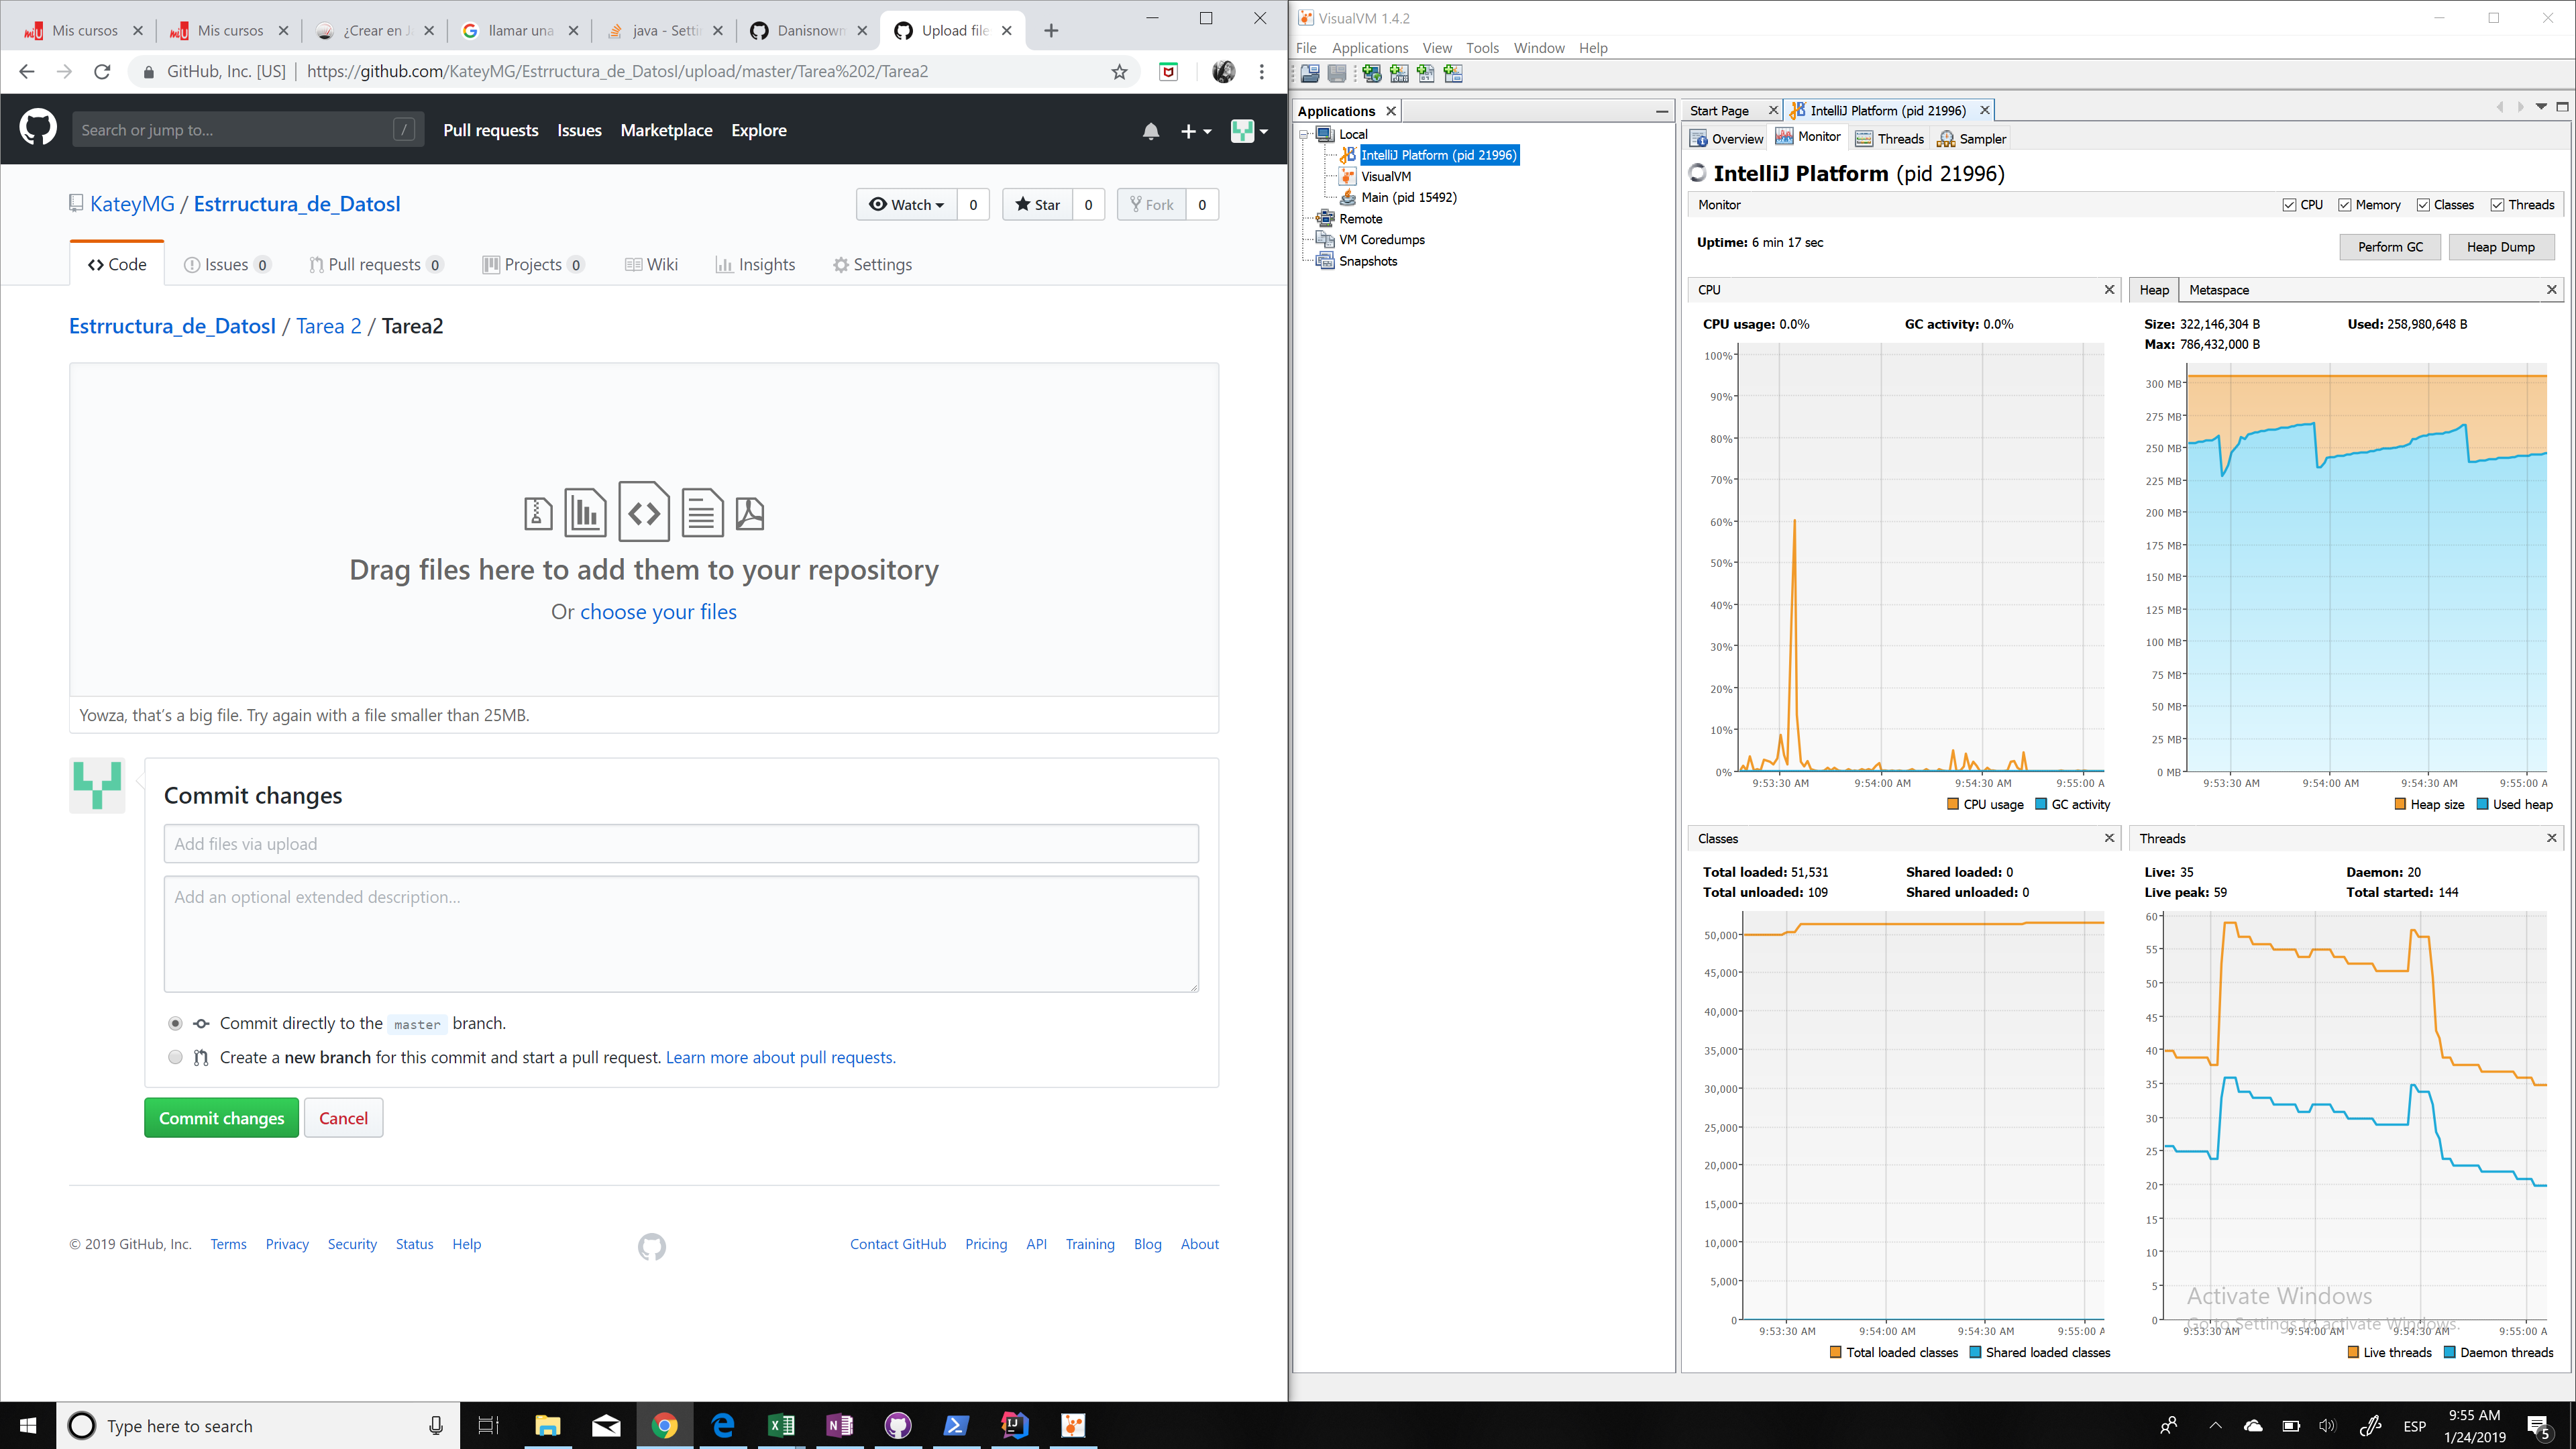 Mis cursos
Mis cursos
¿Crear en J
llamar una
java - Setti
Danisnown
Upload file
GitHub, Inc. [US] | https://github.com/KateyMG/Estrructura_de_DatosI/upload/master/Tarea%202/Tarea2
Search or jump to... /
Pull requests Issues Marketplace Explore
KateyMG / Estrructura_de_DatosI
Watch 0 Star 0 Fork 0
Code Issues 0 Pull requests 0 Projects 0 Wiki Insights Settings
Estrructura_de_DatosI / Tarea 2 / Tarea2
Drag files here to add them to your repository
Or choose your files
Yowza, that's a big file. Try again with a file smaller than 25MB.
Commit changes
Add files via upload
Add an optional extended description...
Commit directly to the master branch.
Create a new branch for this commit and start a pull request. Learn more about pull requests.
Commit changes Cancel
© 2019 GitHub, Inc. Terms Privacy Security Status Help
Contact GitHub Pricing API Training Blog About
VisualVM 1.4.2
File Applications View Tools Window Help
Applications
Local
IntelliJ Platform (pid 21996)
VisualVM
Main (pid 15492)
Remote
VM Coredumps
Snapshots
Start Page IntelliJ Platform (pid 21996)
Overview Monitor Threads Sampler
IntelliJ Platform (pid 21996)
Monitor CPU Memory Classes Threads
Uptime: 6 min 17 sec
Perform GC Heap Dump
CPU
CPU usage: 0.0% GC activity: 0.0%
100%
90%
80%
70%
60%
50%
40%
30%
20%
10%
0%
9:53:30 AM 9:54:00 AM 9:54:30 AM 9:55:00 A
CPU usage GC activity
Heap Metaspace
Size: 322,146,304 B Used: 258,980,648 B
Max: 786,432,000 B
300 MB
275 MB
250 MB
225 MB
200 MB
175 MB
150 MB
125 MB
100 MB
75 MB
50 MB
25 MB
0 MB
9:53:30 AM 9:54:00 AM 9:54:30 AM 9:55:00 A
Heap size Used heap
Classes
Total loaded: 51,531 Shared loaded: 0
Total unloaded: 109 Shared unloaded: 0
50,000
45,000
40,000
35,000
30,000
25,000
20,000
15,000
10,000
5,000
0
9:53:30 AM 9:54:00 AM 9:54:30 AM 9:55:00 A
Total loaded classes Shared loaded classes
Threads
Live: 35 Daemon: 20
Live peak: 59 Total started: 144
60
55
50
45
40
35
30
25
20
15
10
5
0
9:53:30 AM 9:54:00 AM 9:54:30 AM 9:55:00 A
Live threads Daemon threads
Activate Windows
Go to Settings to activate Windows.
Type here to search
ESP
9:55 AM
1/24/2019
5